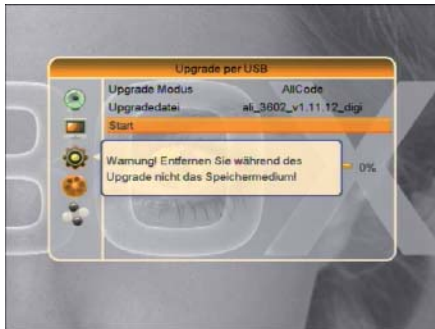 Upgrade per USB
Upgrade Modus AllCode
Upgradedatei ali_3602_v1.11.12_digi
Start
Warnung! Entfernen Sie während des
Upgrade nicht das Speichermedium!
0%
BOX